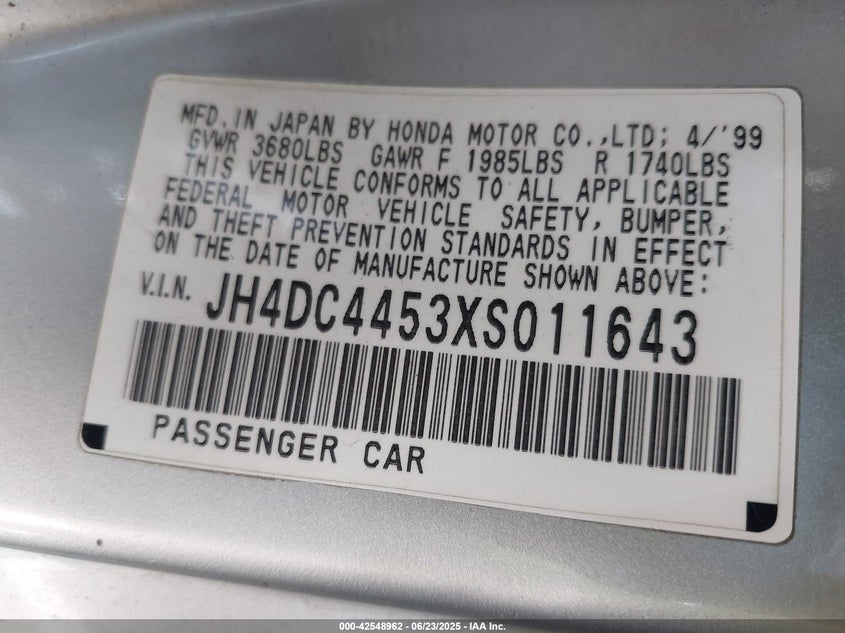 MFD. IN JAPAN BY HONDA MOTOR CO.,LTD; 4/'99
GVWR 3680LBS GAWR F 1985LBS R 1740LBS
THIS VEHICLE CONFORMS TO ALL APPLICABLE
FEDERAL MOTOR VEHICLE SAFETY, BUMPER,
AND THEFT PREVENTION STANDARDS IN EFFECT
ON THE DATE OF MANUFACTURE SHOWN ABOVE:
V.I.N. JH4DC4453XS011643
PASSENGER CAR
000-42548962 - 06/23/2025 - IAA Inc.